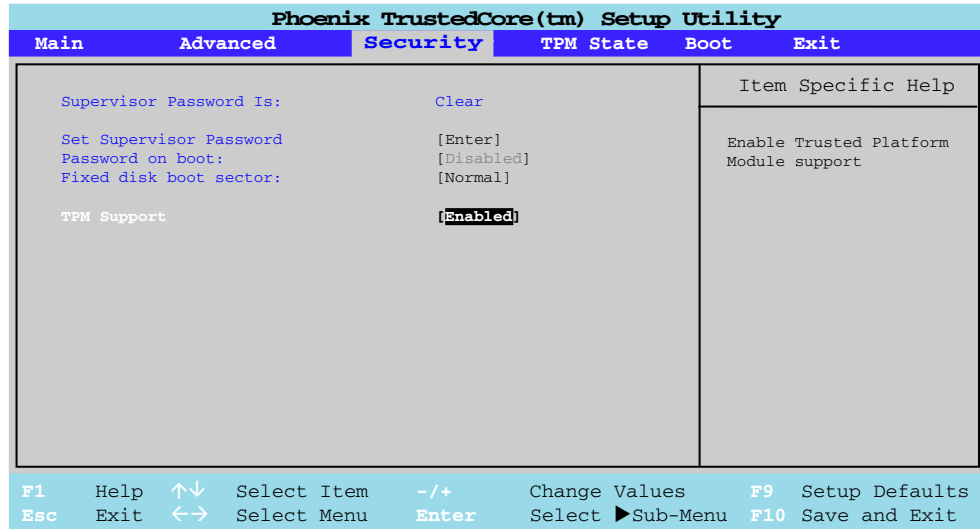 Phoenix TrustedCore(tm) Setup Utility
Main Advanced Security TPM State Boot Exit
Supervisor Password Is: Clear
Set Supervisor Password [Enter]
Password on boot: [Disabled]
Fixed disk boot sector: [Normal]
TPM Support [Enabled]
Item Specific Help
Enable Trusted Platform
Module support
F1 Help ↑↓ Select Item -/+ Change Values F9 Setup Defaults
Esc Exit ←→ Select Menu Enter Select ▶Sub-Menu F10 Save and Exit